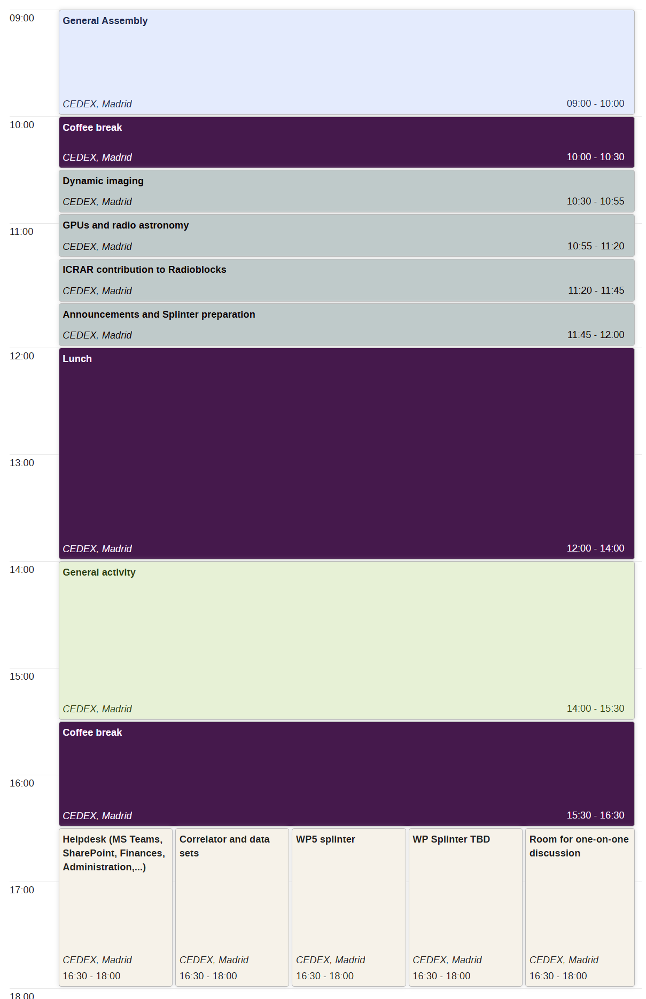 09:00
General Assembly
CEDEX, Madrid 09:00 - 10:00
10:00
Coffee break
CEDEX, Madrid 10:00 - 10:30
Dynamic imaging
CEDEX, Madrid 10:30 - 10:55
11:00
GPUs and radio astronomy
CEDEX, Madrid 10:55 - 11:20
ICRAR contribution to Radioblocks
CEDEX, Madrid 11:20 - 11:45
Announcements and Splinter preparation
CEDEX, Madrid 11:45 - 12:00
12:00
Lunch
13:00
CEDEX, Madrid 12:00 - 14:00
14:00
General activity
15:00
CEDEX, Madrid 14:00 - 15:30
Coffee break
16:00
CEDEX, Madrid 15:30 - 16:30
Helpdesk (MS Teams,
SharePoint, Finances,
Administration,...)
CEDEX, Madrid
16:30 - 18:00
Correlator and data
sets
CEDEX, Madrid
16:30 - 18:00
WP5 splinter
CEDEX, Madrid
16:30 - 18:00
WP Splinter TBD
CEDEX, Madrid
16:30 - 18:00
Room for one-on-one
discussion
CEDEX, Madrid
16:30 - 18:00
17:00
18:00